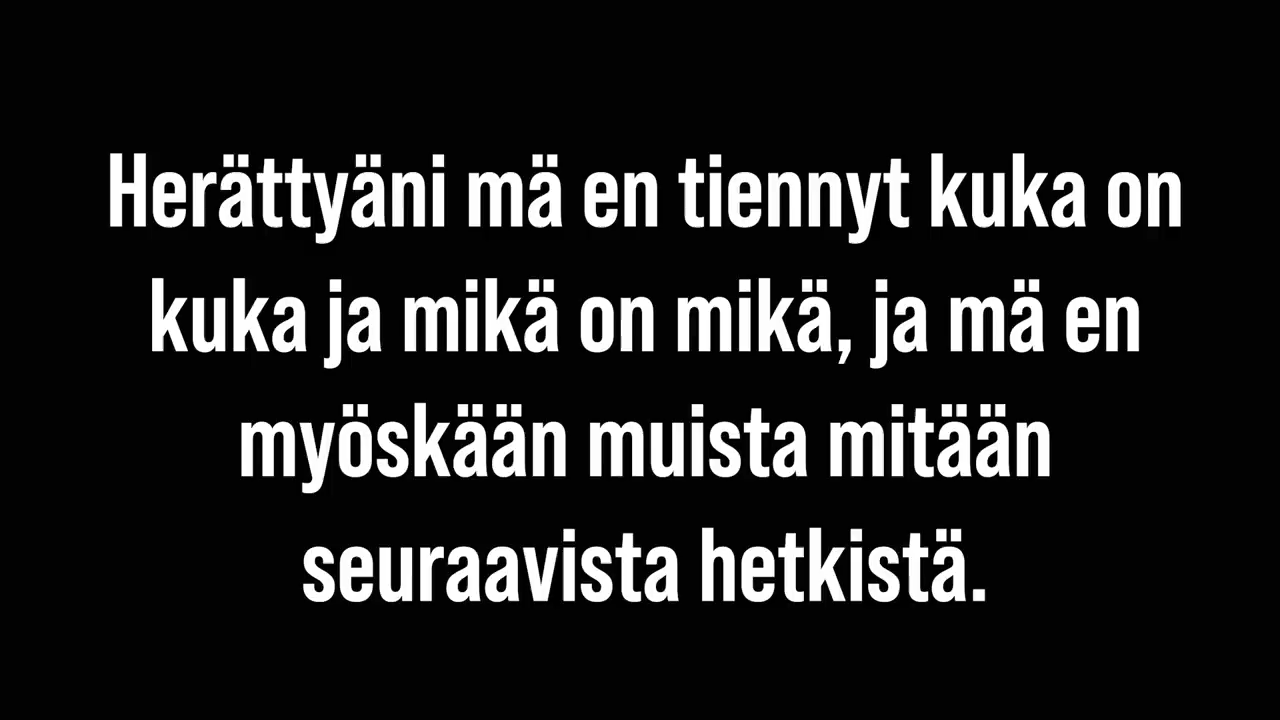 Herättyäni mä en tiennyt kuka on
kuka ja mikä on mikä, ja mä en
myöskään muista mitään
seuraavista hetkistä.